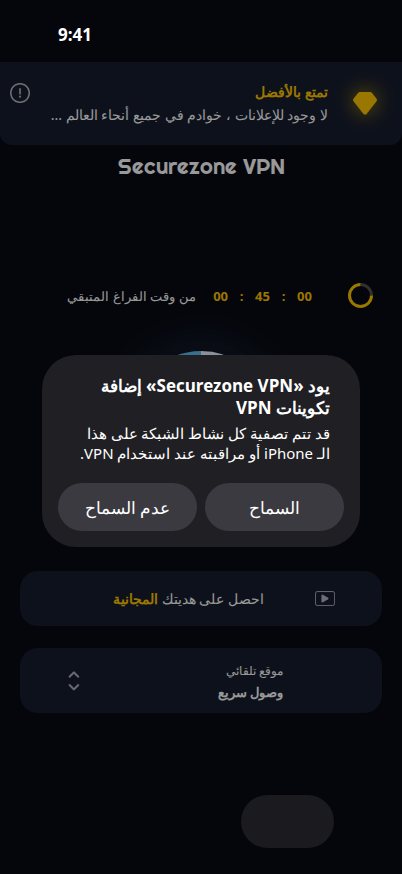 9:41
تمتع بالأفضل
لا وجود للإعلانات ، خوادم في جميع أنحاء العالم ...
Securezone VPN
00 : 45 : 00 من وقت الفراغ المتبقي
يود «Securezone VPN» إضافة
تكوينات VPN
قد تتم تصفية كل نشاط الشبكة على هذا
الـ iPhone أو مراقبته عند استخدام VPN.
السماح
عدم السماح
احصل على هديتك المجانية
موقع تلقائي
وصول سريع